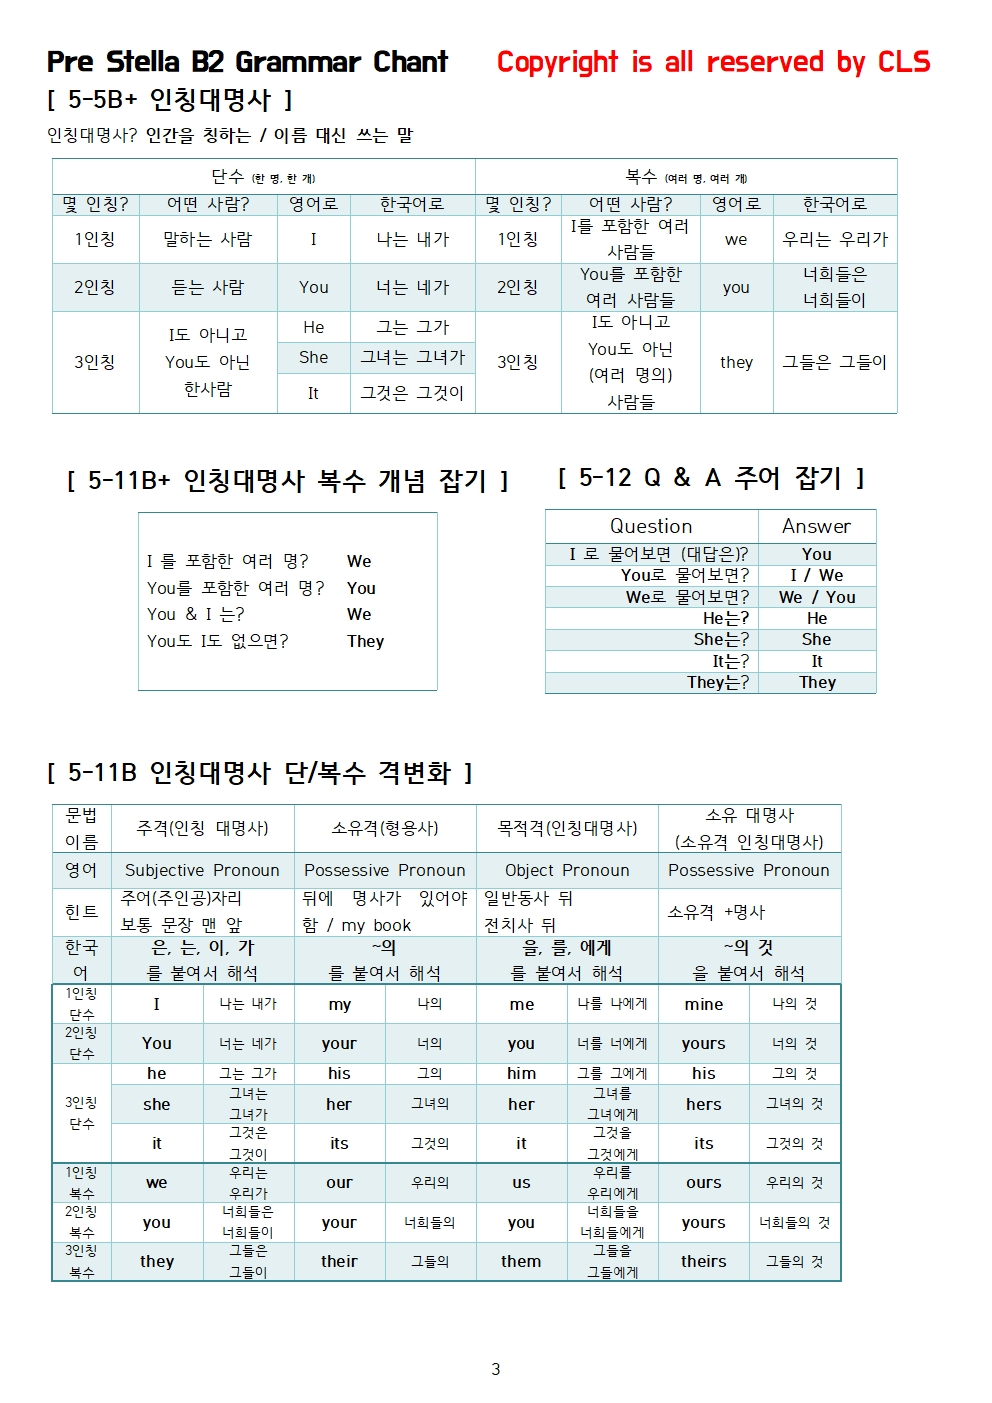 Pre Stella B2 Grammar Chant Copyright is all reserved by CLS
[ 5-5B+ 인칭대명사 ]
인칭대명사? 인간을 칭하는 / 이름 대신 쓰는 말
단수 (한 명, 한 개) 복수 (여러 명, 여러 개)
몇 인칭? 어떤 사람? 영어로 한국어로 몇 인칭? 어떤 사람? 영어로 한국어로
1인칭 말하는 사람 I 나는 내가 1인칭 I를 포함한 여러 사람들 we 우리는 우리가
2인칭 듣는 사람 You 너는 네가 2인칭 You를 포함한 여러 사람들 you 너희들은 너희들이
3인칭 I도 아니고 You도 아닌 한사람 He 그는 그가 3인칭 I도 아니고 You도 아닌 (여러 명의) 사람들 they 그들은 그들이
She 그녀는 그녀가
It 그것은 그것이
[ 5-11B+ 인칭대명사 복수 개념 잡기 ]
I 를 포함한 여러 명? We
You를 포함한 여러 명? You
You & I 는? We
You도 I도 없으면? They
[ 5-12 Q & A 주어 잡기 ]
Question Answer
I 로 물어보면 (대답은)? You
You로 물어보면? I / We
We로 물어보면? We / You
He는? He
She는? She
It는? It
They는? They
[ 5-11B 인칭대명사 단/복수 격변화 ]
문법 이름 주격(인칭 대명사) 소유격(형용사) 목적격(인칭대명사) 소유 대명사 (소유격 인칭대명사)
영어 Subjective Pronoun Possessive Pronoun Object Pronoun Possessive Pronoun
힌트 주어(주인공)자리 보통 문장 맨 앞 뒤에 명사가 있어야 함 / my book 일반동사 뒤 전치사 뒤 소유격 +명사
한국어 은, 는, 이, 가 를 붙여서 해석 ~의 를 붙여서 해석 을, 를, 에게 를 붙여서 해석 ~의 것 을 붙여서 해석
1인칭 단수 I 나는 내가 my 나의 me 나를 나에게 mine 나의 것
2인칭 단수 You 너는 네가 your 너의 you 너를 너에게 yours 너의 것
3인칭 단수 he 그는 그가 his 그의 him 그를 그에게 his 그의 것
she 그녀는 그녀가 her 그녀의 her 그녀를 그녀에게 hers 그녀의 것
it 그것은 그것이 its 그것의 it 그것을 그것에게 its 그것의 것
1인칭 복수 we 우리는 우리가 our 우리의 us 우리를 우리에게 ours 우리의 것
2인칭 복수 you 너희들은 너희들이 your 너희들의 you 너희들을 너희들에게 yours 너희들의 것
3인칭 복수 they 그들은 그들이 their 그들의 them 그들을 그들에게 theirs 그들의 것
3